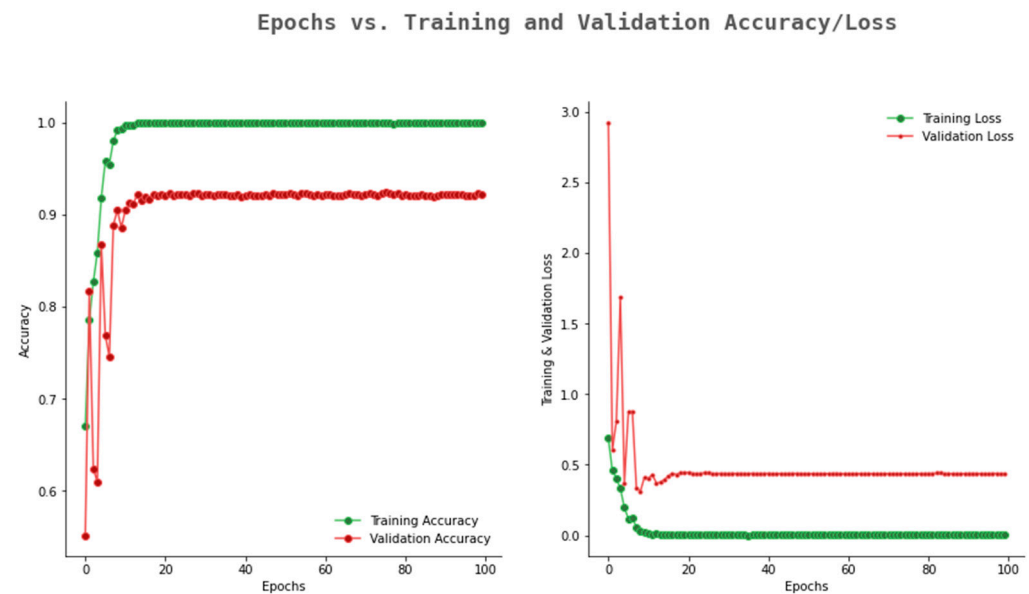 Epochs vs. Training and Validation Accuracy/Loss
1.0
0.9
0.8
0.7
0.6
Accuracy
Training Accuracy
Validation Accuracy
0 20 40 60 80 100
Epochs
3.0
2.5
2.0
1.5
1.0
0.5
0.0
Training & Validation Loss
Training Loss
Validation Loss
0 20 40 60 80 100
Epochs